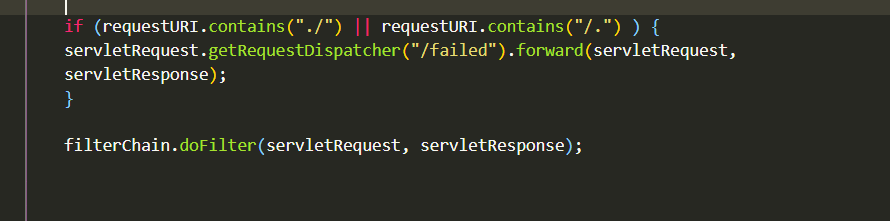 if (requestURI.contains("./") || requestURI.contains("/.") ) {
servletRequest.getRequestDispatcher("/failed").forward(servletRequest,
servletResponse);
}
filterChain.doFilter(servletRequest, servletResponse);